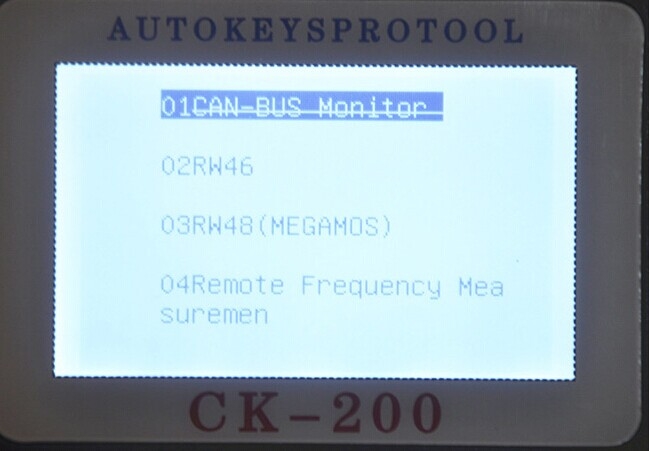 AUTOKEYSPROTOOL
01CAN-BUS Monitor
02RW46
03RW48(MEGAMOS)
04Remote Frequency Mea
suremen
CK-200